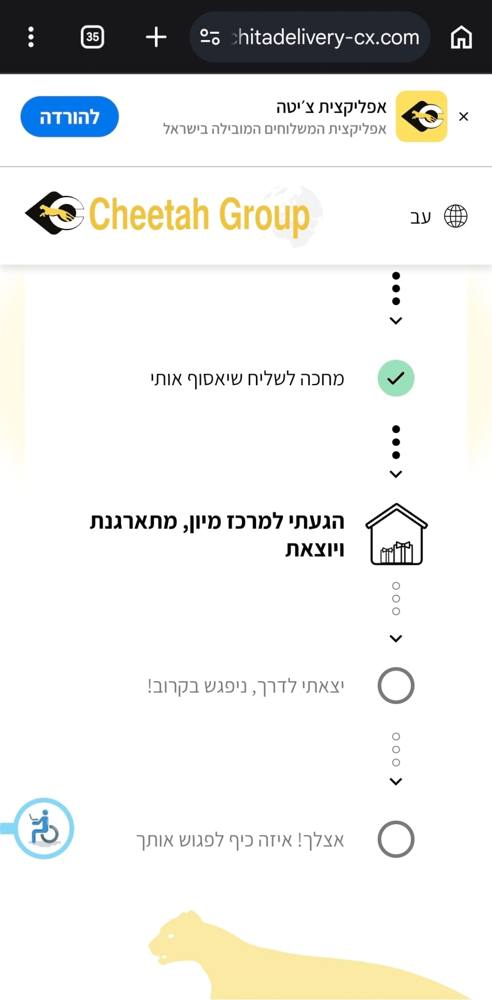 35
chitadelivery-cx.com
אפליקצית צ׳יטה
אפליקצית המשלוחים המובילה בישראל
להורדה
Cheetah Group
עב
מחכה לשליח שיאסוף אותי
הגעתי למרכז מיון, מתארגנת
ויוצאת
יצאתי לדרך, ניפגש בקרוב!
אצלך! איזה כיף לפגוש אותך